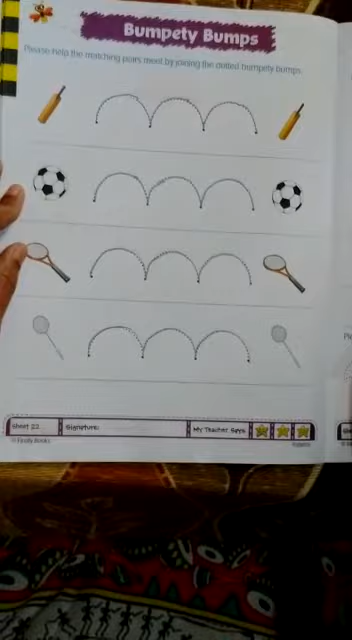 Bumpety Bumps
Please help the matching pairs meet by joining the dotted bumpety bumps.
Sheet 22
Signature:
My Teacher Says